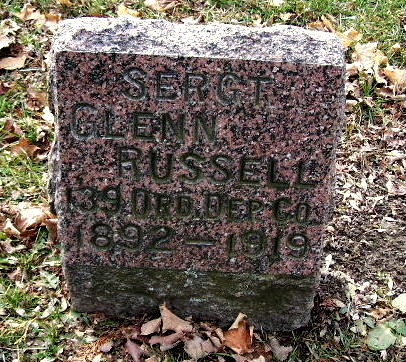 SERGT.
GLENN
RUSSELL
139 ORD. DEP. CO.
1892 — 1919.